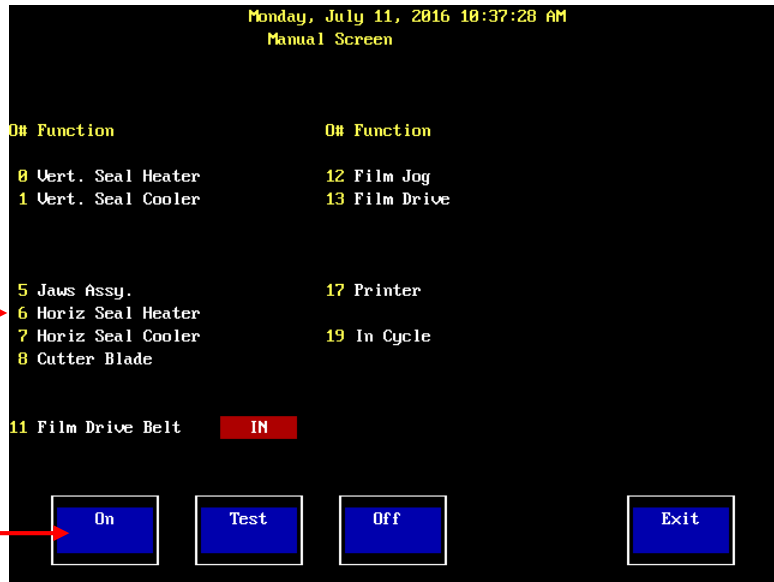 Monday, July 11, 2016 10:37:28 AM
Manual Screen
O# Function O# Function
0 Vert. Seal Heater 12 Film Jog
1 Vert. Seal Cooler 13 Film Drive
5 Jaws Assy. 17 Printer
6 Horiz Seal Heater
7 Horiz Seal Cooler 19 In Cycle
8 Cutter Blade
11 Film Drive Belt IN
On Test Off Exit